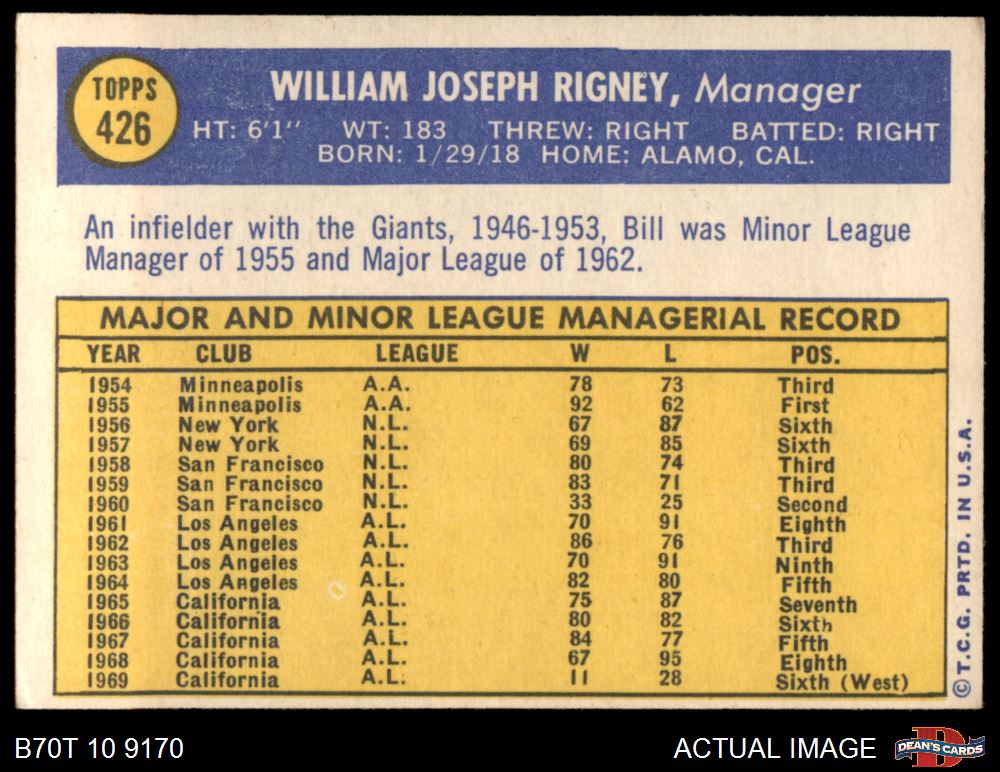 TOPPS
426
WILLIAM JOSEPH RIGNEY, Manager
HT: 6'1" WT: 183 THREW: RIGHT BATTED: RIGHT
BORN: 1/29/18 HOME: ALAMO, CAL.
An infielder with the Giants, 1946-1953, Bill was Minor League
Manager of 1955 and Major League of 1962.
MAJOR AND MINOR LEAGUE MANAGERIAL RECORD
YEAR CLUB LEAGUE W L POS.
1954 Minneapolis A.A. 78 73 Third
1955 Minneapolis A.A. 92 62 First
1956 New York N.L. 67 87 Sixth
1957 New York N.L. 69 85 Sixth
1958 San Francisco N.L. 80 74 Third
1959 San Francisco N.L. 83 71 Third
1960 San Francisco N.L. 33 25 Second
1961 Los Angeles A.L. 70 91 Eighth
1962 Los Angeles A.L. 86 76 Third
1963 Los Angeles A.L. 70 91 Ninth
1964 Los Angeles A.L. 82 80 Fifth
1965 California A.L. 75 87 Seventh
1966 California A.L. 80 82 Sixth
1967 California A.L. 84 77 Fifth
1968 California A.L. 67 95 Eighth
1969 California A.L. 11 28 Sixth (West)
© T.C.G. PRTD. IN U.S.A.
B70T 10 9170
ACTUAL IMAGE
D
DEAN'S CARDS